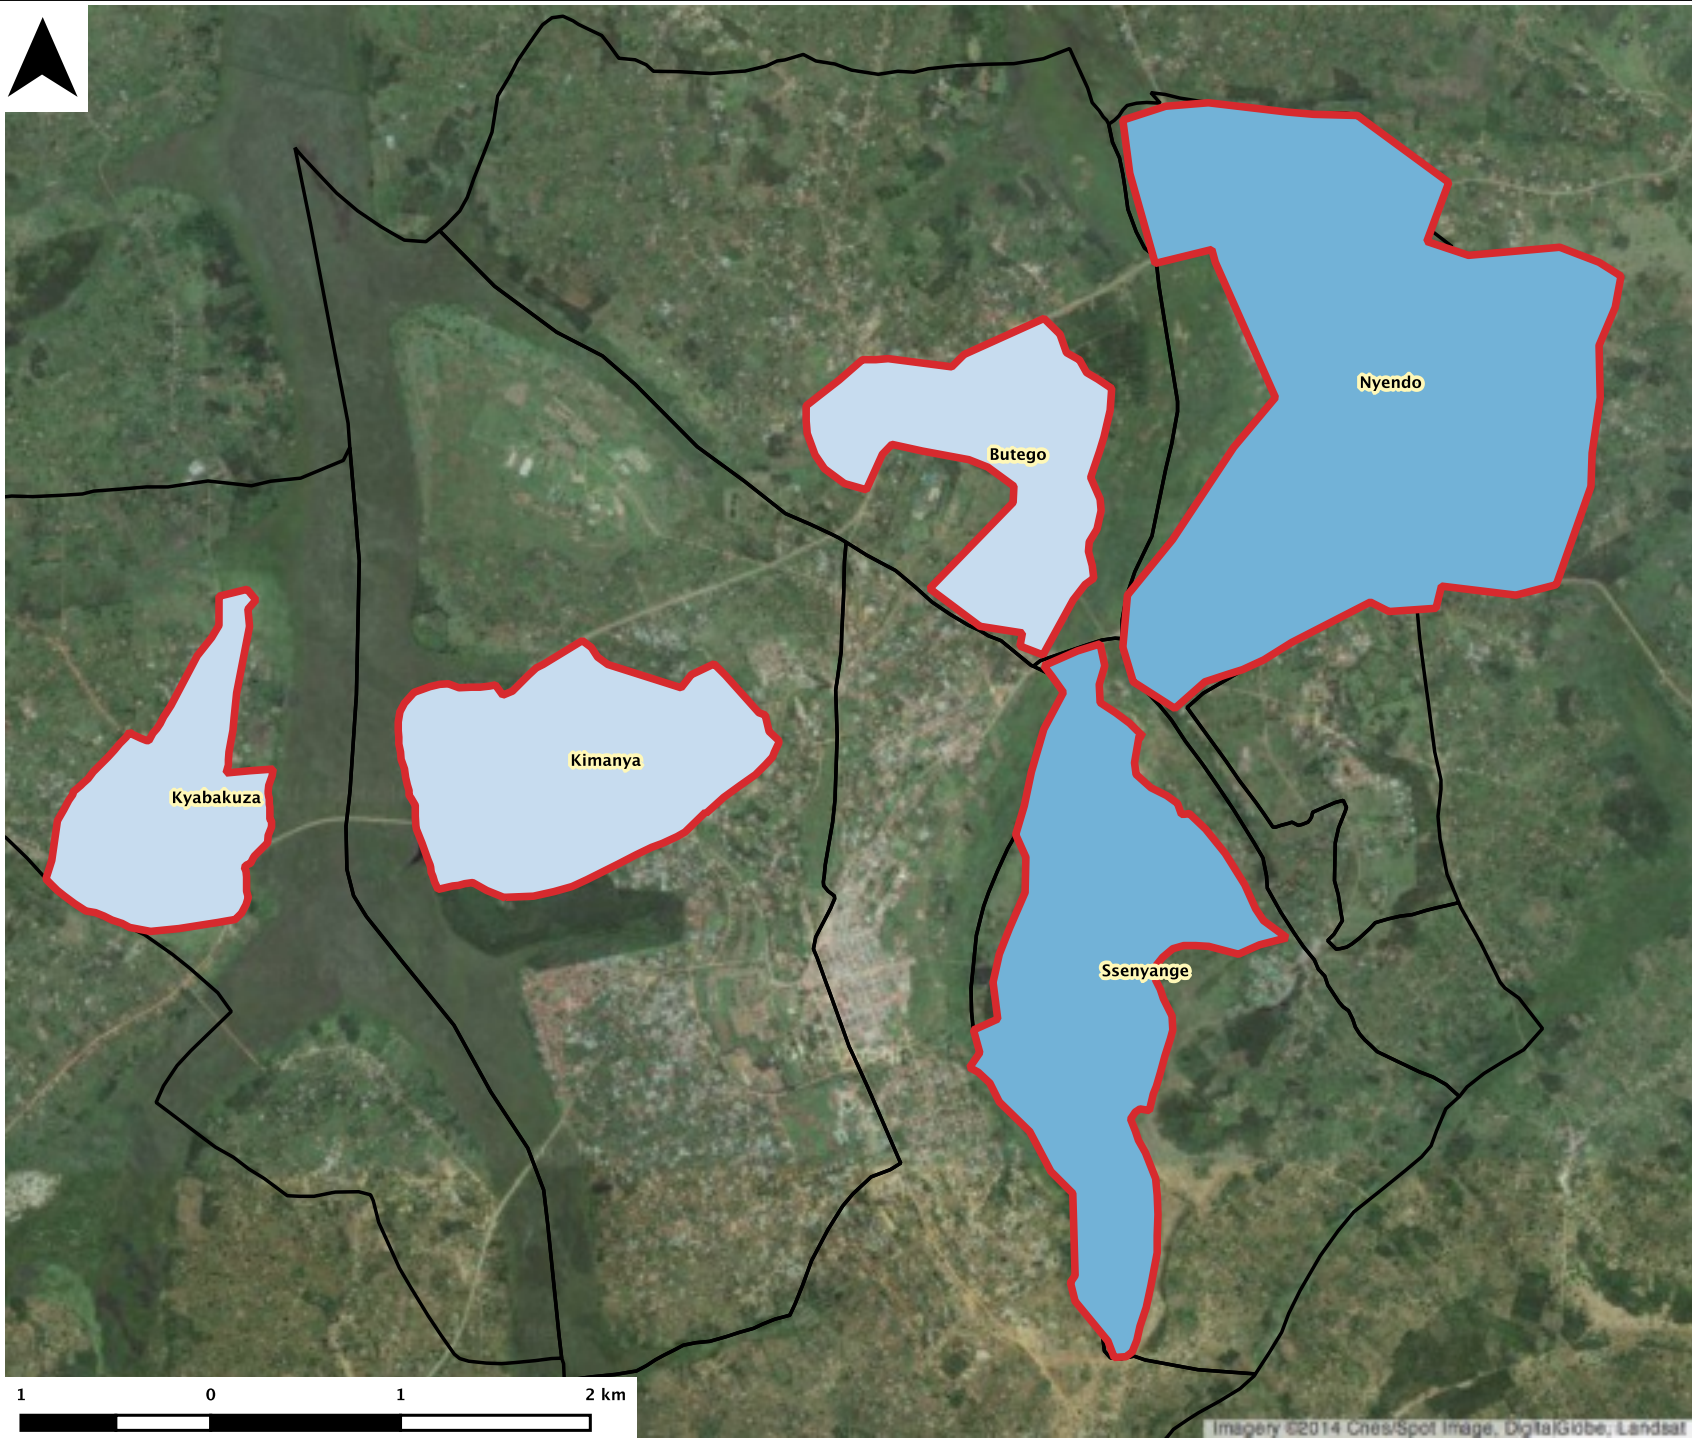 Nyendo
Butego
Kimanya
Kyabakuza
Ssenyange
1 0 1 2 km
Imagery ©2014 Cnes/Spot Image, DigitalGlobe, Landsat